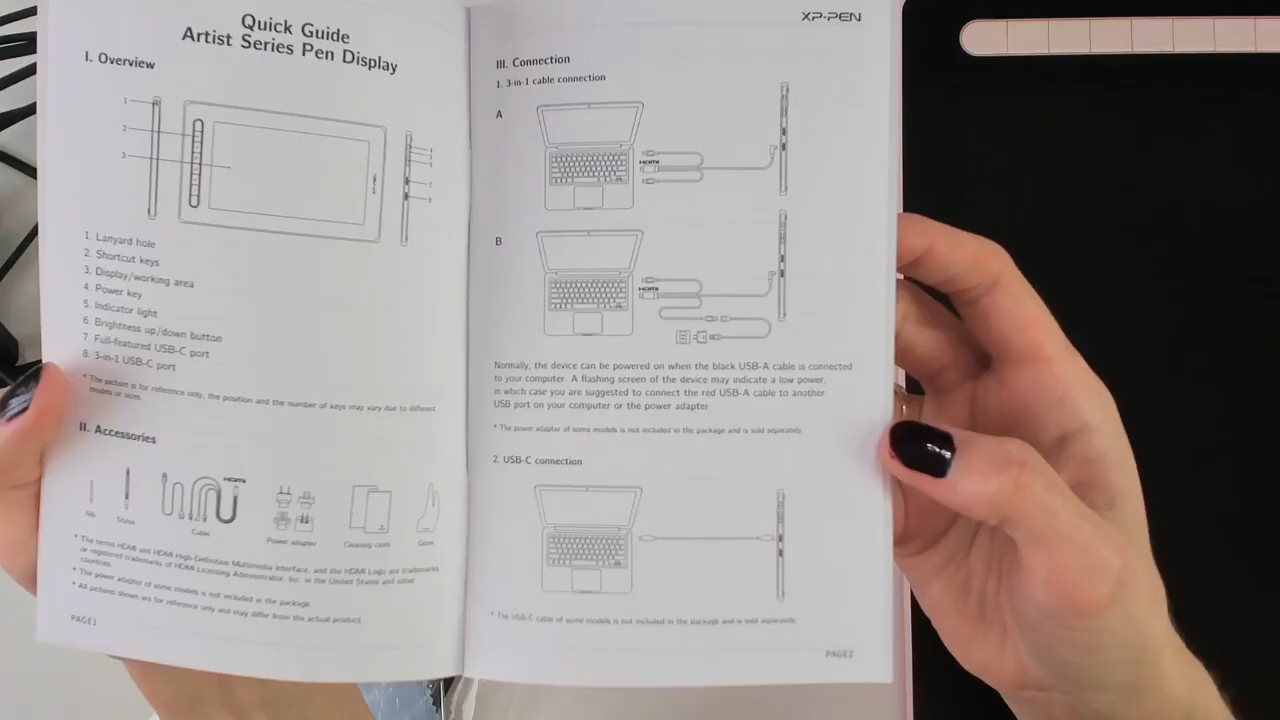 Quick Guide
Artist Series Pen Display
I. Overview
1
2
3
1. Lanyard hole
2. Shortcut keys
3. Display/working area
4. Power key
5. Indicator light
6. Brightness up/down button
7 Full-featured USB-C port
8. 3-in-1 USB-C port
* The picture is for reference only, the position and the number of keys may vary due to different
models or sizes.
II. Accessories
HDMI
Nib
Stylus
Cable
Power adapter
Cleaning cloth
Glove
* The terms HDMI and HDMI High-Definition Multimedia Interface, and the HDMI Logo are trademarks
or registered trademarks of HDMI Licensing Administrator, Inc. in the United States and other
countries.
* The power adapter of some models is not included in the package.
* All pictures shown are for reference only and may differ from the actual product.
PAGE1
XP-PEN
III. Connection
1. 3-in-1 cable connection
A
HDMI
B
HDMI
Normally, the device can be powered on when the black USB-A cable is connected
to your computer. A flashing screen of the device may indicate a low power,
in which case you are suggested to connect the red USB-A cable to another
USB port on your computer or the power adapter
* The power adapter of some models is not included in the package and is sold separately.
2. USB-C connection
* The USB-C cable of some models is not included in the package and is sold separately.
PAGE2